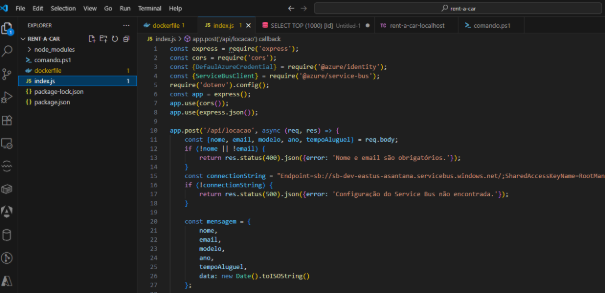 File Edit Selection View Go Run Terminal Help
rent-a-car
EXPLORER
RENT-A-CAR
node_modules
comando.ps1
dockerfile 1
index.js 1
package-lock.json
package.json
dockerfile 1
index.js 1
SELECT TOP (1000) [Id] Untitled-1
rent-a-car-localhost
comando.ps1
index.js > app.post('/api/locacao') callback
1 const express = require('express');
2 const cors = require('cors');
3 const {DefaulAzureCredential} = require('@azure/identity');
4 const {ServiceBusClient} = require('@azure/service-bus');
5 require('dotenv').config();
6 const app = express();
7 app.use(cors());
8 app.use(express.json());
9
10 app.post('/api/locacao', async (req, res) => {
11 const {nome, email, modelo, ano, tempoAluguel} = req.body;
12 if (!nome || !email) {
13 return res.status(400).json({error: 'Nome e email são obrigatórios.'});
14 }
15 const connectionString = "Endpoint=sb://sb-dev-eastus-asantana.servicebus.windows.net/;SharedAccessKeyName=RootMan
16 if (!connectionString) {
17 return res.status(500).json({error: 'Configuração do Service Bus não encontrada.'});
18 }
19
20 const mensagem = {
21 nome,
22 email,
23 modelo,
24 ano,
25 tempoAluguel,
26 data: new Date().toISOString()
27 };